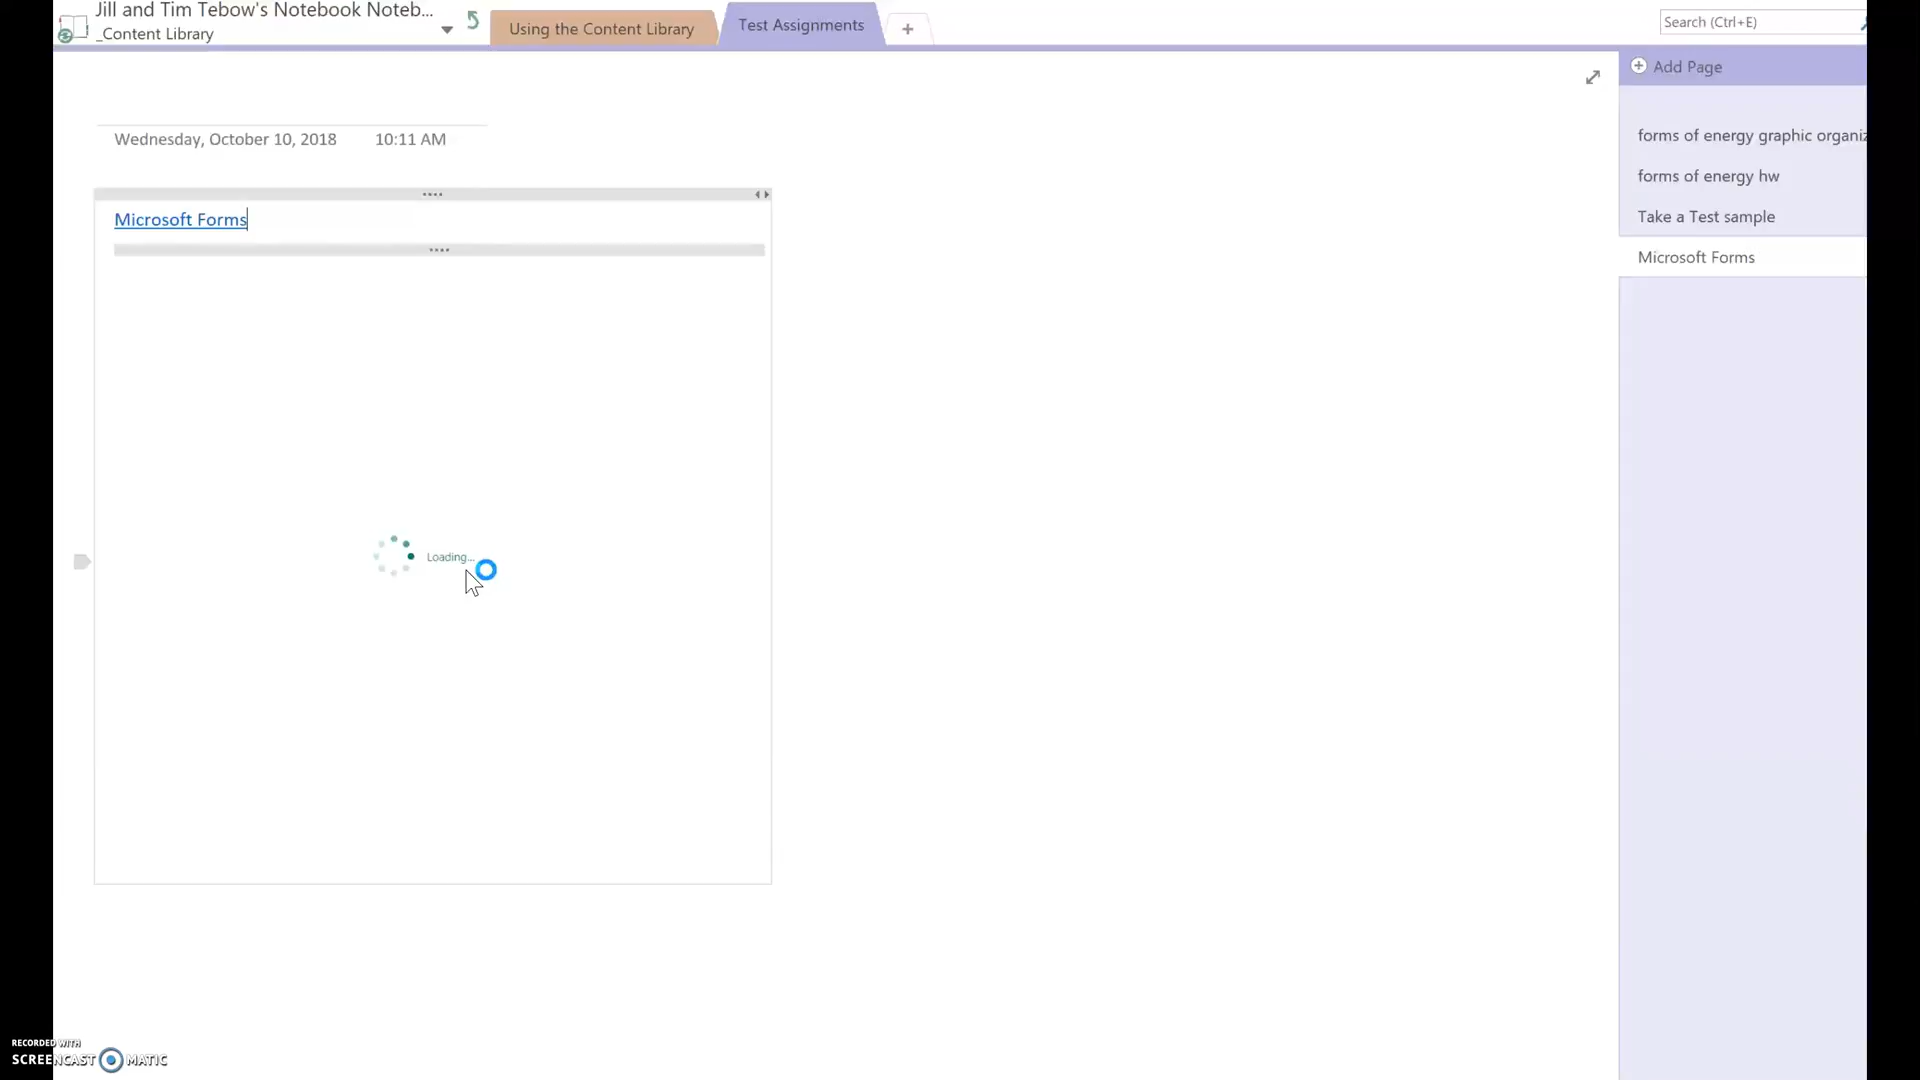 Jill and Tim Tebow's Notebook Noteb...
_Content Library
Using the Content Library
Test Assignments
Search (Ctrl+E)
Add Page
Wednesday, October 10, 2018 10:11 AM
forms of energy graphic organiz
forms of energy hw
Take a Test sample
Microsoft Forms
Microsoft Forms
Loading...
RECORDED WITH
SCREENCAST MATIC